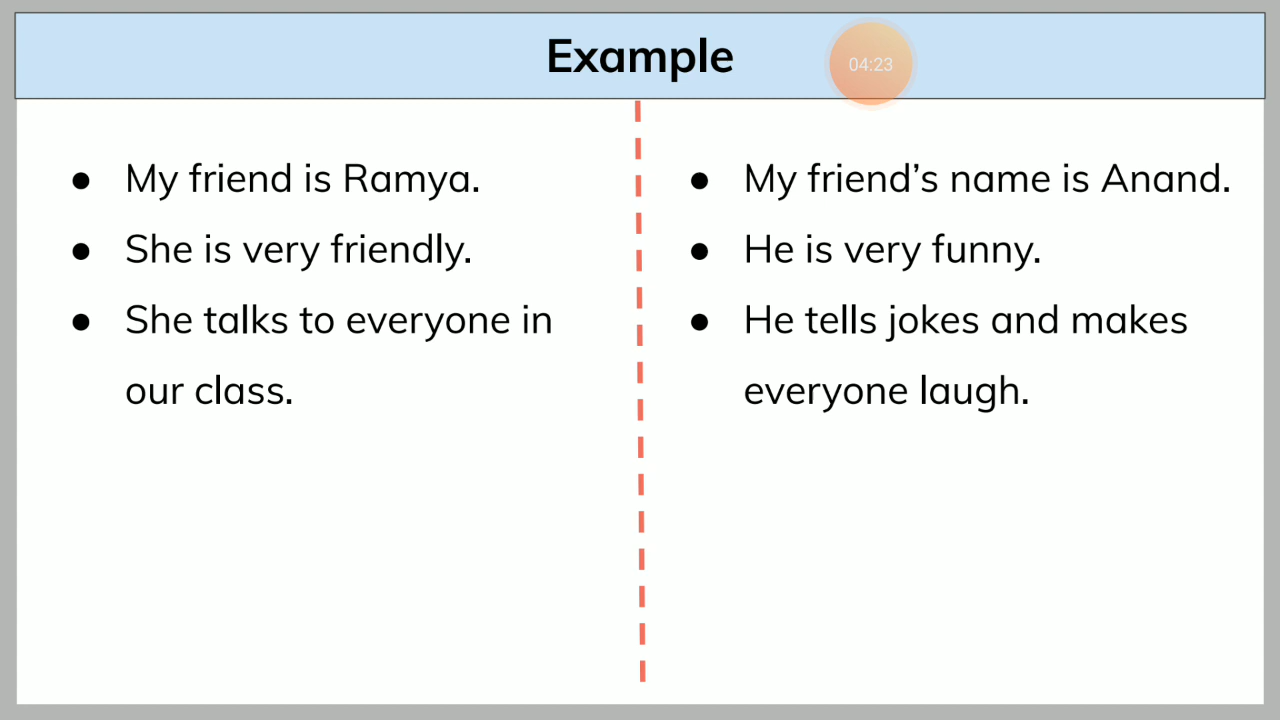 Example
04:23
● My friend is Ramya.
● She is very friendly.
● She talks to everyone in
our class.
● My friend’s name is Anand.
● He is very funny.
● He tells jokes and makes
everyone laugh.